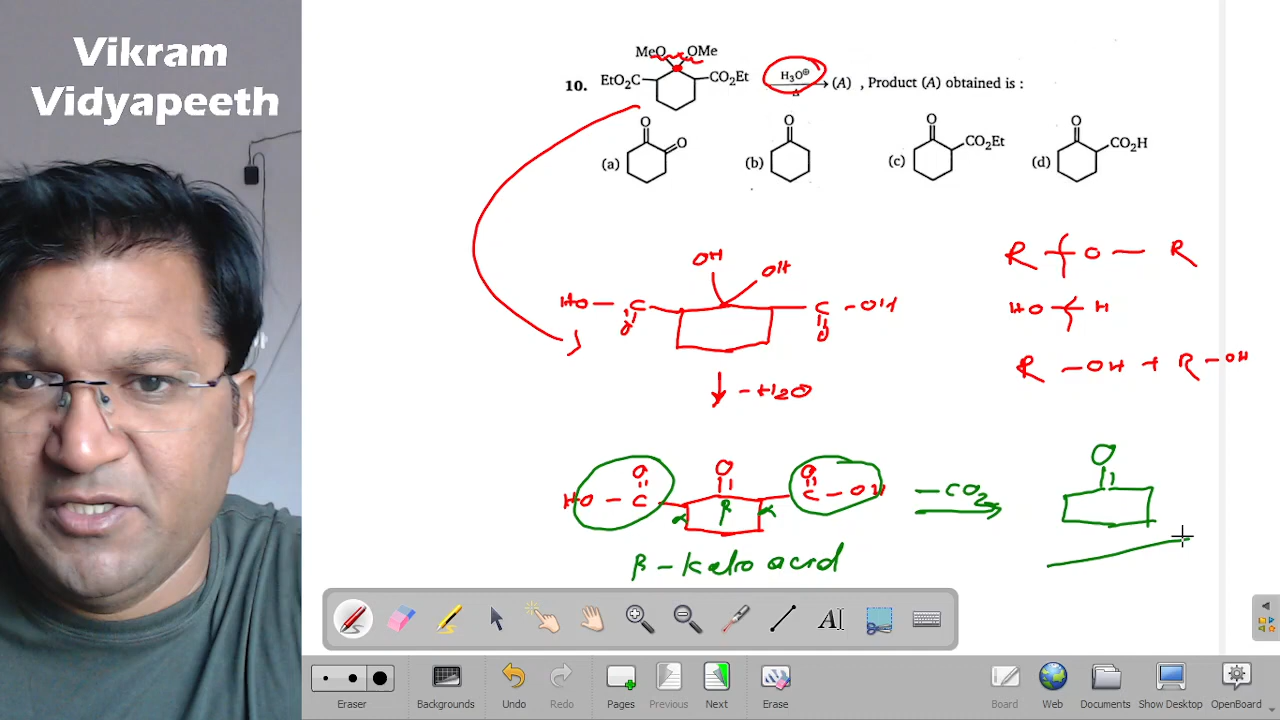 Vikram
Vidyapeeth
MeO OMe
EtO₂C CO₂Et
10. H₃O⊕ Δ (A) , Product (A) obtained is :
(a) O O
(b) O
(c) O CO₂Et
(d) O CO₂H
OH OH
HO – C – OH
O C O
R – O – R
HO – H
R – OH + R – OH
– H₂O
HO – C O O O C – OH
α β α
– CO₂
O
β – keto acid
Eraser
Backgrounds
Undo
Redo
Pages
Previous
Next
Erase
Board
Web
Documents
Show Desktop
OpenBoard